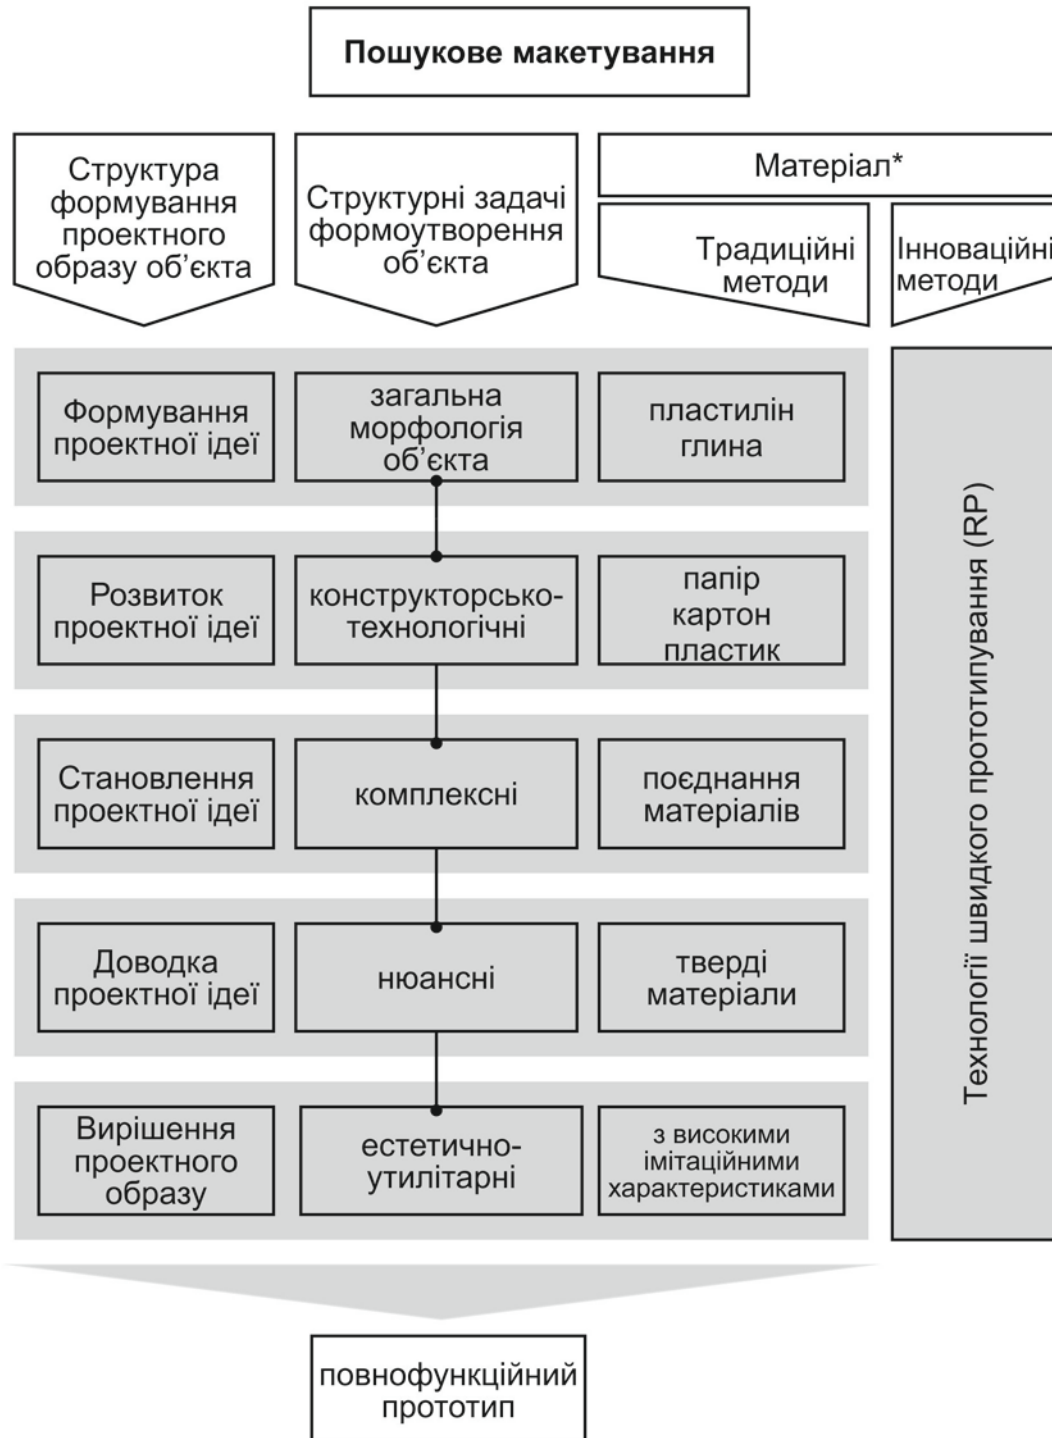 Пошукове макетування
Структура
формування
проектного
образу об’єкта
Структурні задачі
формоутворення
об’єкта
Матеріал*
Традиційні
методи
Інноваційні
методи
Формування
проектної ідеї
загальна
морфологія
об’єкта
пластилін
глина
Розвиток
проектної ідеї
конструкторсько-
технологічні
папір
картон
пластик
Становлення
проектної ідеї
комплексні
поєднання
матеріалів
Доводка
проектної ідеї
нюансні
тверді
матеріали
Вирішення
проектного
образу
естетично-
утилітарні
з високими
імітаційними
характеристиками
Технології швидкого прототипування (RP)
повнофункційний
прототип